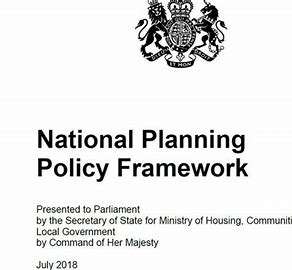 National Planning
Policy Framework
Presented to Parliament
by the Secretary of State for Ministry of Housing, Communiti
Local Government
by Command of Her Majesty
July 2018